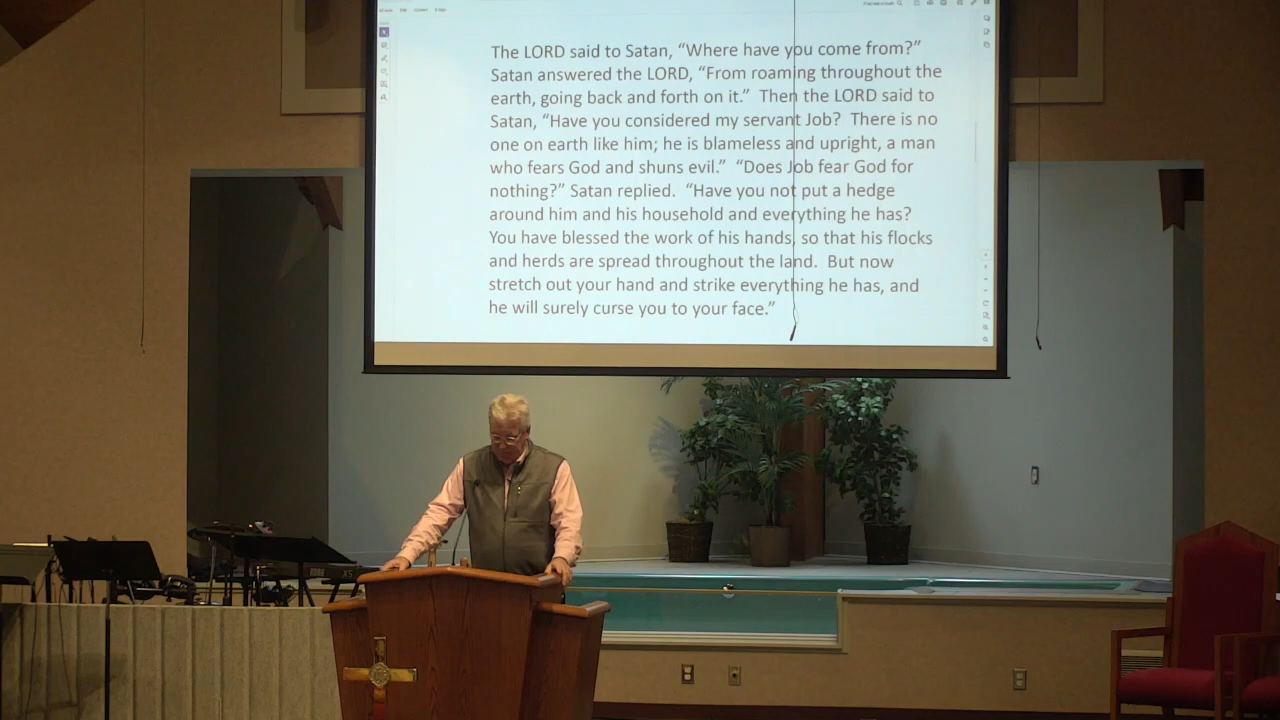 The LORD said to Satan, “Where have you come from?”
Satan answered the LORD, “From roaming throughout the
earth, going back and forth on it.”  Then the LORD said to
Satan, “Have you considered my servant Job?  There is no
one on earth like him; he is blameless and upright, a man
who fears God and shuns evil.”  “Does Job fear God for
nothing?” Satan replied.  “Have you not put a hedge
around him and his household and everything he has?
You have blessed the work of his hands, so that his flocks
and herds are spread throughout the land.  But now
stretch out your hand and strike everything he has, and
he will surely curse you to your face.”